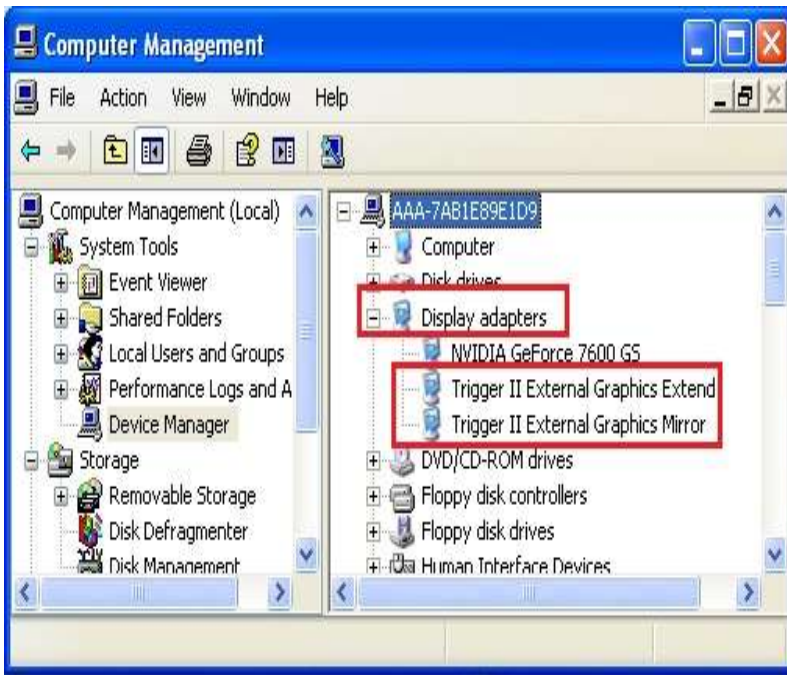 Computer Management
File Action View Window Help
Computer Management (Local)
System Tools
Event Viewer
Shared Folders
Local Users and Groups
Performance Logs and A
Device Manager
Storage
Removable Storage
Disk Defragmenter
Disk Management
AAA-7AB1E89E1D9
Computer
Disk drives
Display adapters
NVIDIA GeForce 7600 GS
Trigger II External Graphics Extend
Trigger II External Graphics Mirror
DVD/CD-ROM drives
Floppy disk controllers
Floppy disk drives
Human Interface Devices